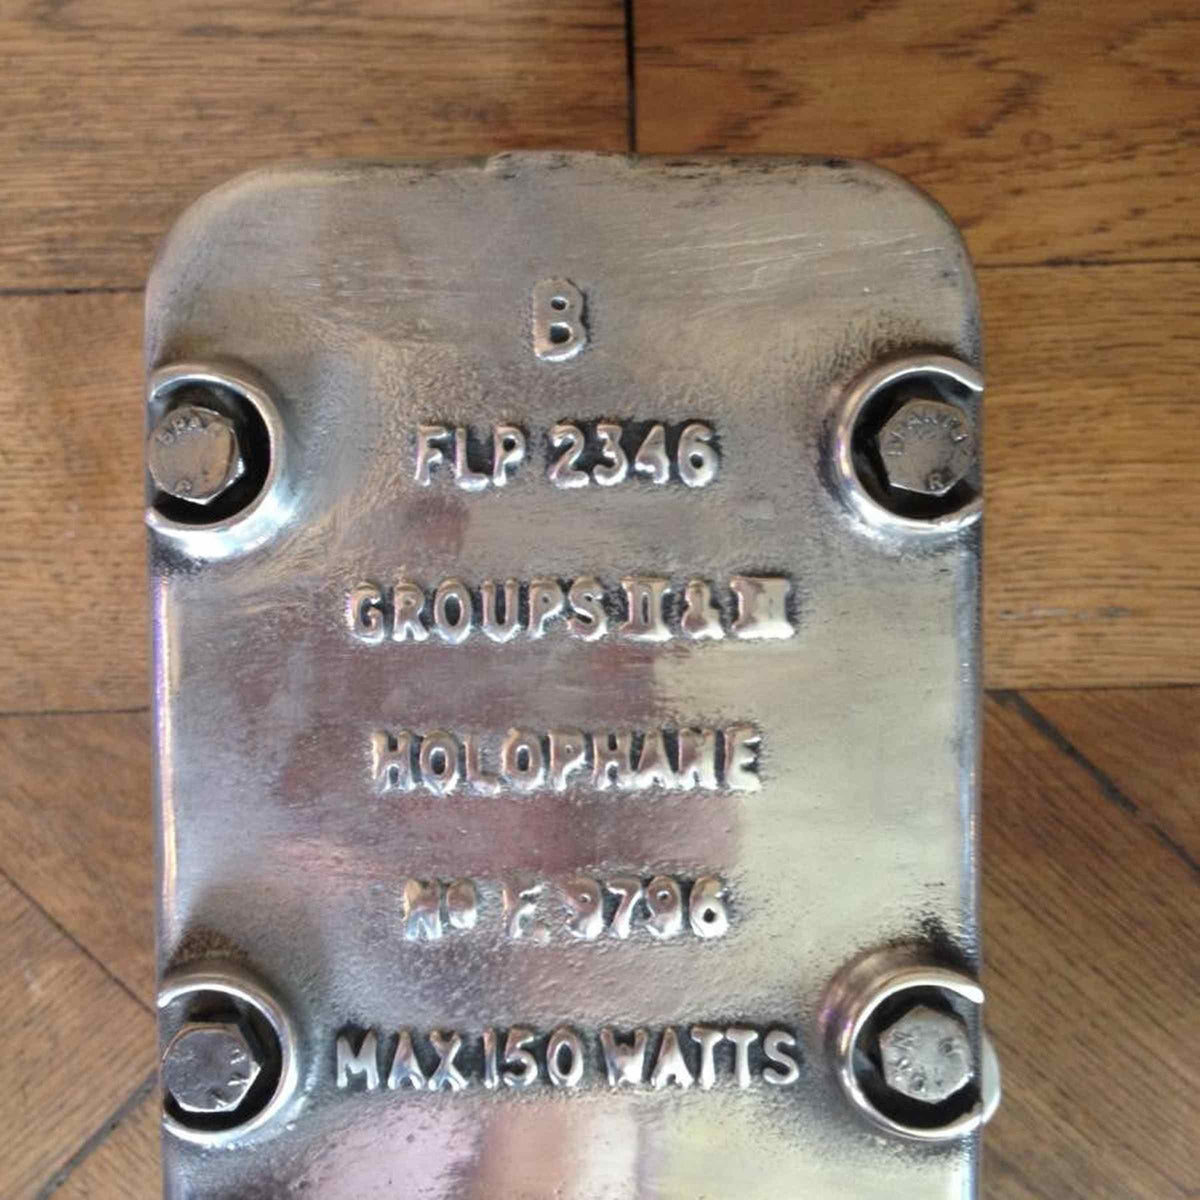 B
FLP 2346
GROUPS II & III
HOLOPHANE
No F. 9796
MAX 150 WATTS